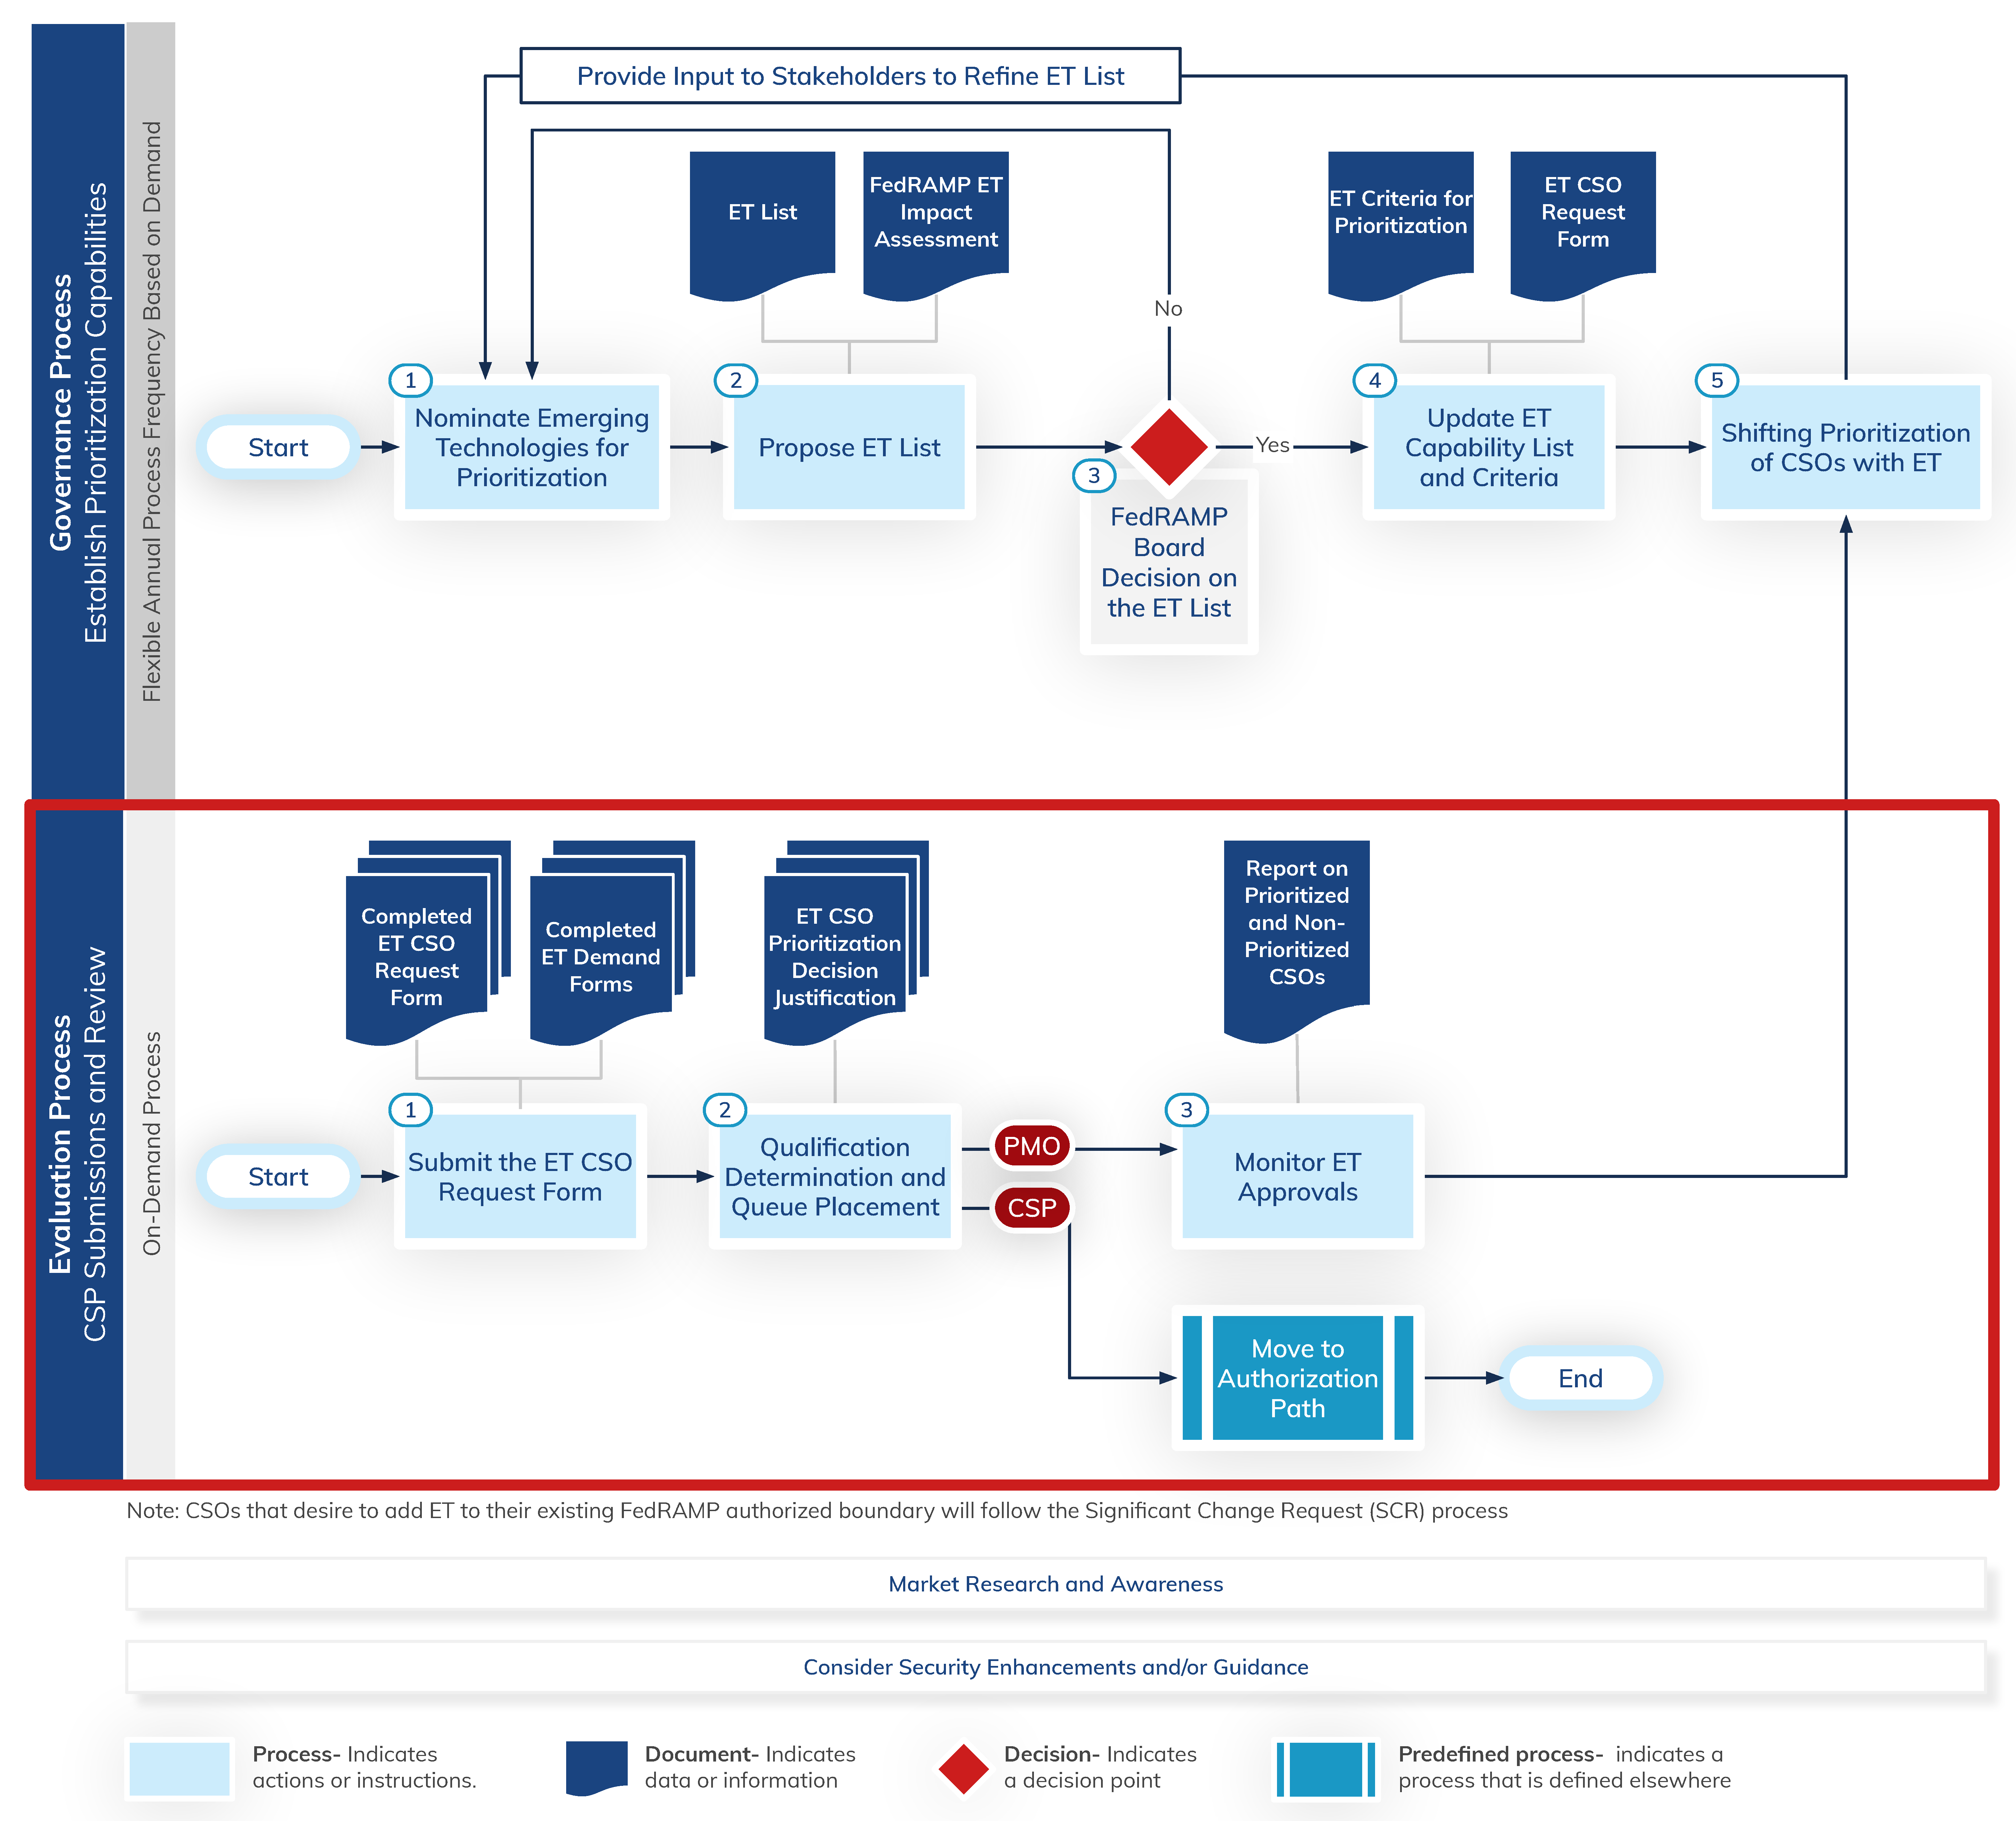 Governance Process
Establish Prioritization Capabilities
Flexible Annual Process Frequency Based on Demand
Provide Input to Stakeholders to Refine ET List
ET List
FedRAMP ET
Impact
Assessment
No
ET Criteria for
Prioritization
ET CSO
Request
Form
Start
1
Nominate Emerging
Technologies for
Prioritization
2
Propose ET List
3
FedRAMP
Board
Decision on
the ET List
Yes
4
Update ET
Capability List
and Criteria
5
Shifting Prioritization
of CSOs with ET
Evaluation Process
CSP Submissions and Review
On-Demand Process
Completed
ET CSO
Request
Form
Completed
ET Demand
Forms
ET CSO
Prioritization
Decision
Justification
Report on
Prioritized
and Non-
Prioritized
CSOs
Start
1
Submit the ET CSO
Request Form
2
Qualification
Determination and
Queue Placement
PMO
CSP
3
Monitor ET
Approvals
Move to
Authorization
Path
End
Note: CSOs that desire to add ET to their existing FedRAMP authorized boundary will follow the Significant Change Request (SCR) process
Market Research and Awareness
Consider Security Enhancements and/or Guidance
Process- Indicates
actions or instructions.
Document- Indicates
data or information
Decision- Indicates
a decision point
Predefined process- indicates a
process that is defined elsewhere